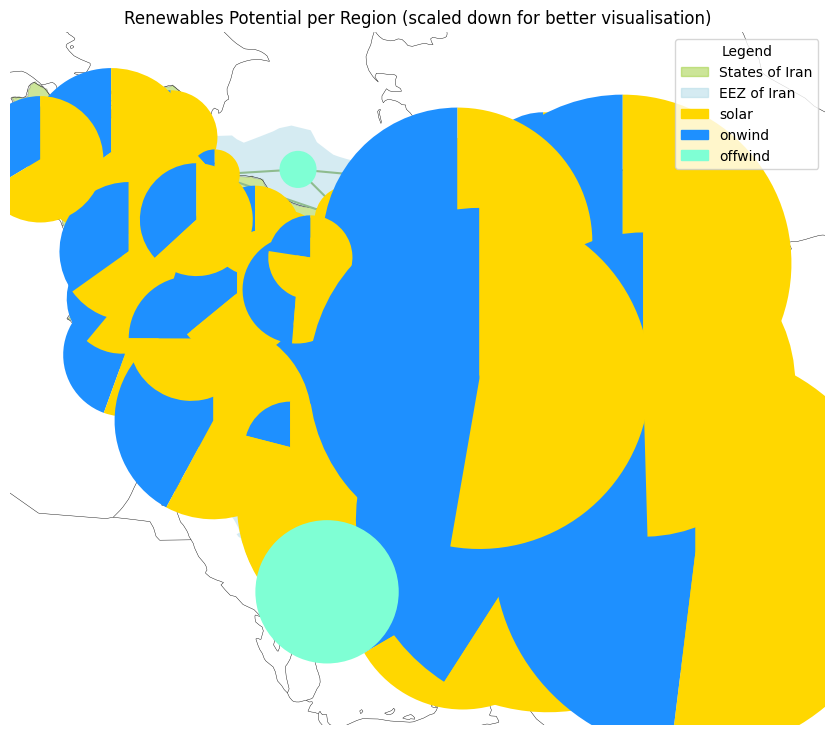 Renewables Potential per Region (scaled down for better visualisation)
Legend
States of Iran
EEZ of Iran
solar
onwind
offwind